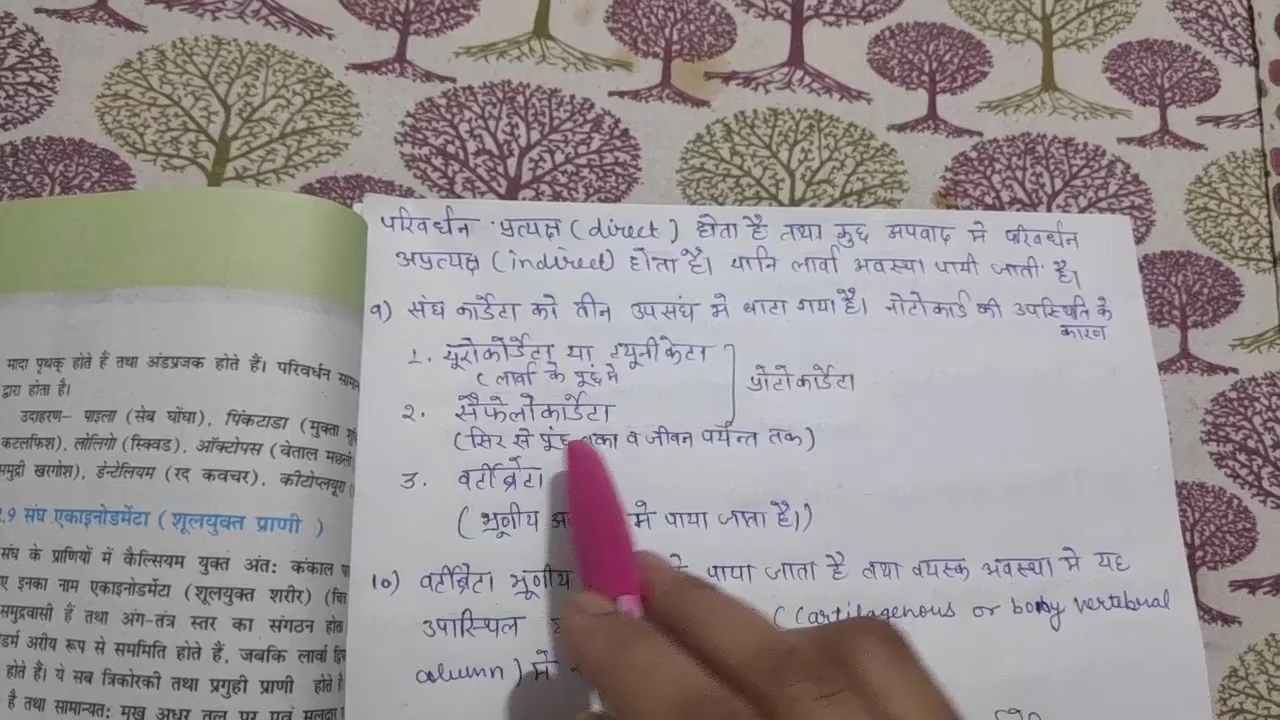 परिवर्धन प्रत्यक्ष (direct) होता है तथा कुछ अपवाद मे परिवर्धन
अप्रत्यक्ष (indirect) होता है। यानि लार्वा अवस्था पायी जाती है।
९) संघ कार्डेटा को तीन उपसंघ मे बाटा गया है। नोटोकार्ड की उपस्थिति के
कारण
1. यूरोकोर्डेटा या ट्यूनीकेटा
(लार्वा के पूछ मे
प्रोटोकार्डेटा
२. सैफेलोकार्डेटा
(सिर से पूंछ व जीवन पर्यन्त तक)
3. वर्टीब्रेटा
(भ्रूणीय मे पाया जाता है।)
10) वर्टीब्रेटा भ्रूणीय पाया जाता है तथा वयस्क अवस्था मे यह
उपास्थिल (Cartilagenous or bony vertebral
column) मे
मादा पृथक् होते हैं तथा अंडप्रजक होते हैं। परिवर्धन
द्वारा होता है।
उदाहरण– पाइला (सेब घोंघा), पिंकटाडा (मुक्ता
कटलफिश), लोलिगो (स्क्विड), ऑक्टोपस (बेताल
समुद्री खरगोश), डेन्टेलियम (रद कवचर), कीटोप्लयूरा
.9 संघ एकाइनोडर्मेटा (शूलयुक्त प्राणी )
संघ के प्राणियों में कैल्सियम युक्त अंत: कंकाल
ए इनका नाम एकाइनोडर्मेटा (शूलयुक्त शरीर)
समुद्रवासी हैं तथा अंग-तंत्र स्तर का संगठन
डर्म अरीय रूप से सममिति होते हैं, जबकि लार्वा
होते हैं। ये सब त्रिकोरकी तथा प्रगुही प्राणी होते
है तथा सामान्यत: मुख अधर तल पर एवं